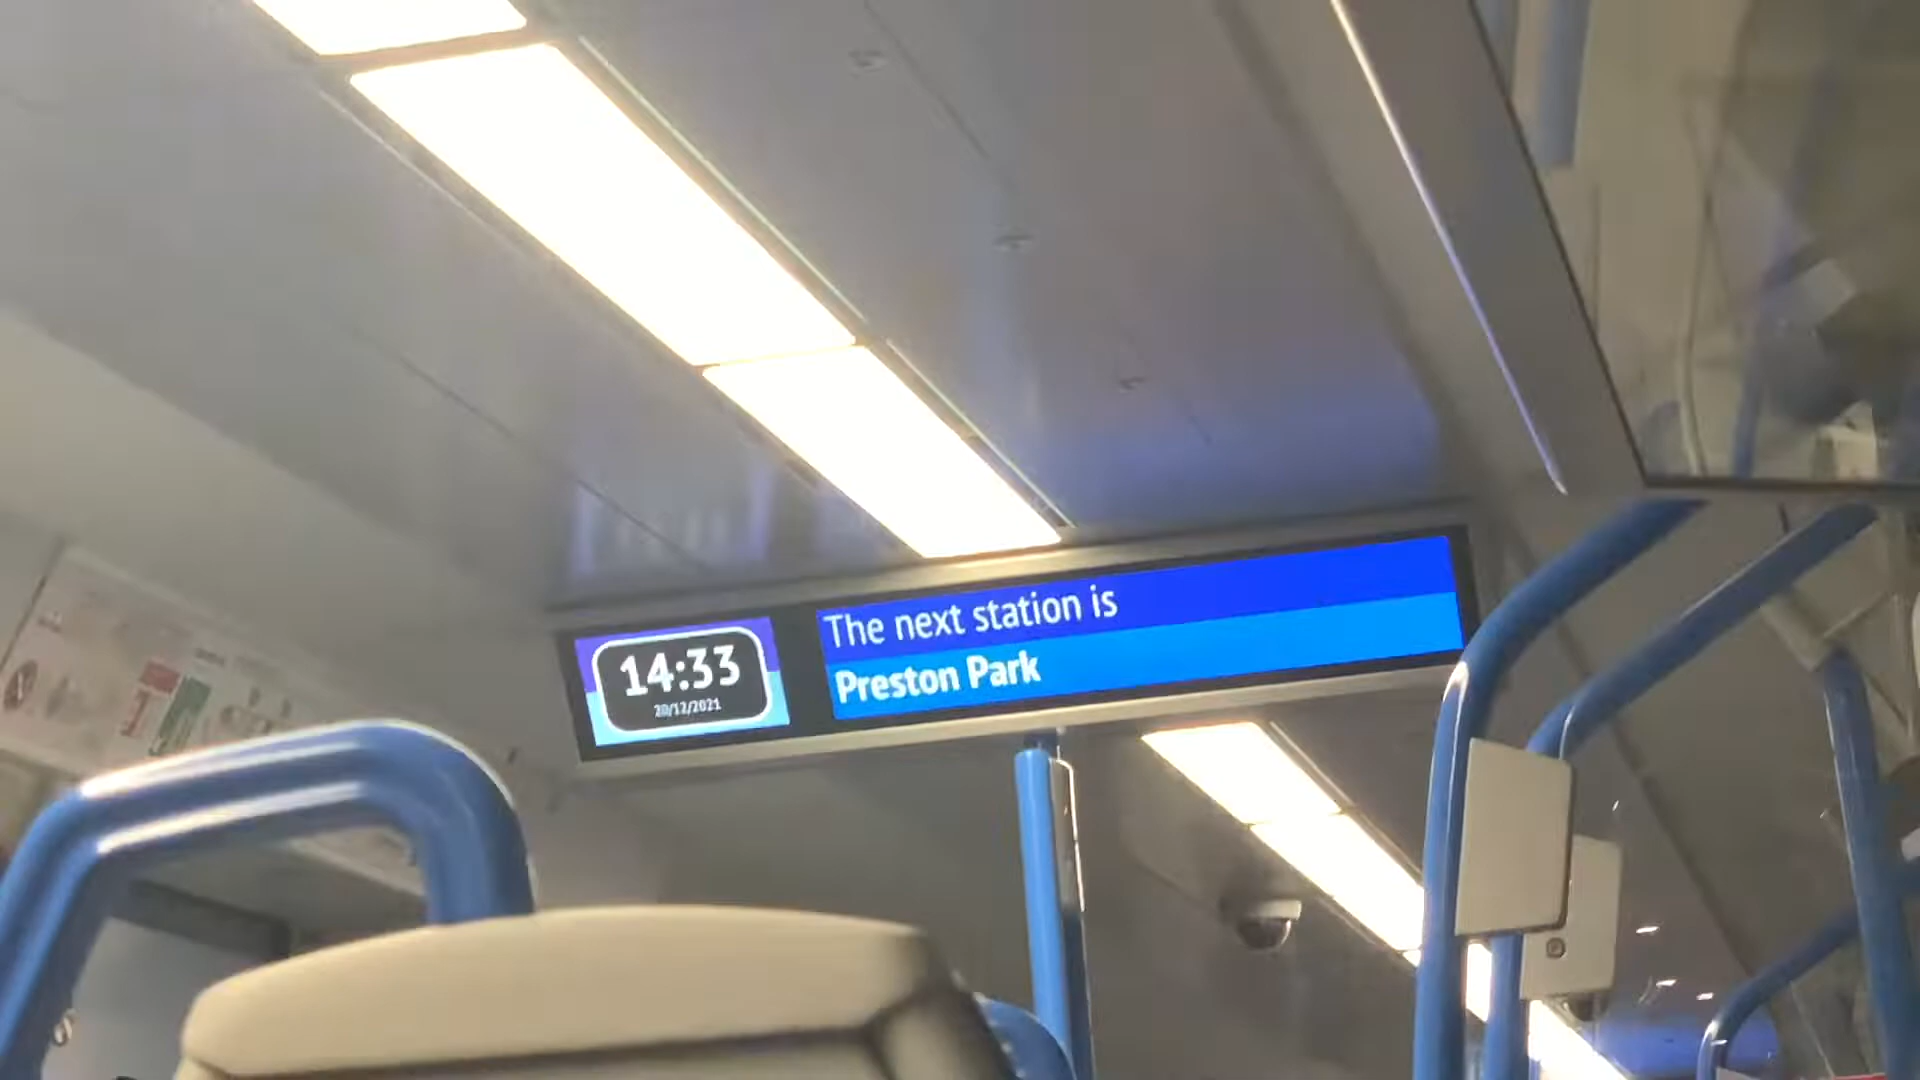 14:33
20/12/2021
The next station is
Preston Park